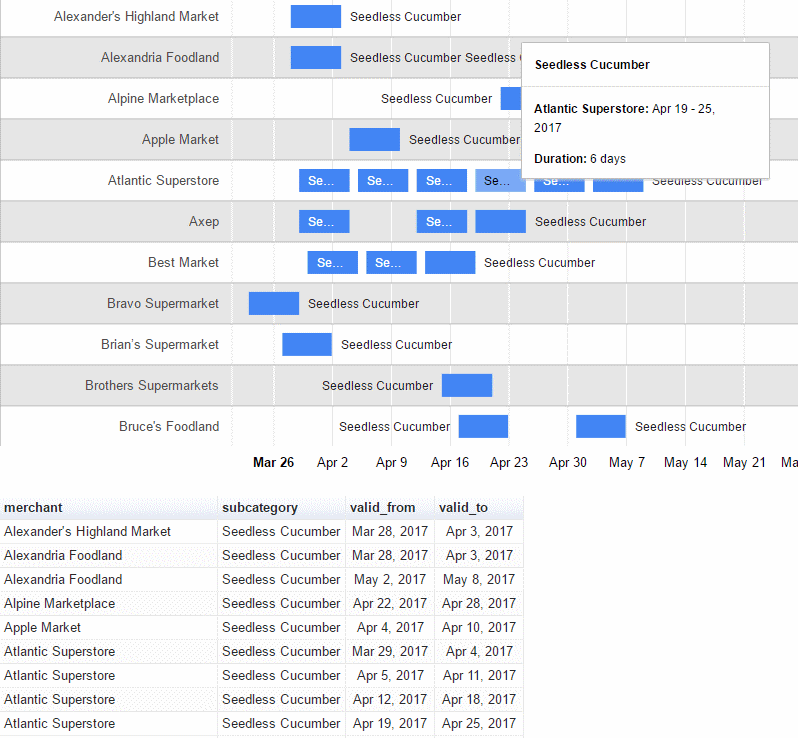 Alexander's Highland Market Seedless Cucumber
Alexandria Foodland Seedless Cucumber Seedless
Seedless Cucumber
Alpine Marketplace Seedless Cucumber
Atlantic Superstore: Apr 19 - 25,
2017
Apple Market Seedless Cucumber
Duration: 6 days
Atlantic Superstore Se... Se... Se... Se... Se... Seedless Cucumber
Axep Se... Se... Seedless Cucumber
Best Market Se... Se... Seedless Cucumber
Bravo Supermarket Seedless Cucumber
Brian's Supermarket Seedless Cucumber
Brothers Supermarkets Seedless Cucumber
Bruce's Foodland Seedless Cucumber Seedless Cucumber
Mar 26 Apr 2 Apr 9 Apr 16 Apr 23 Apr 30 May 7 May 14 May 21 Ma
merchant subcategory valid_from valid_to
Alexander's Highland Market Seedless Cucumber Mar 28, 2017 Apr 3, 2017
Alexandria Foodland Seedless Cucumber Mar 28, 2017 Apr 3, 2017
Alexandria Foodland Seedless Cucumber May 2, 2017 May 8, 2017
Alpine Marketplace Seedless Cucumber Apr 22, 2017 Apr 28, 2017
Apple Market Seedless Cucumber Apr 4, 2017 Apr 10, 2017
Atlantic Superstore Seedless Cucumber Mar 29, 2017 Apr 4, 2017
Atlantic Superstore Seedless Cucumber Apr 5, 2017 Apr 11, 2017
Atlantic Superstore Seedless Cucumber Apr 12, 2017 Apr 18, 2017
Atlantic Superstore Seedless Cucumber Apr 19, 2017 Apr 25, 2017